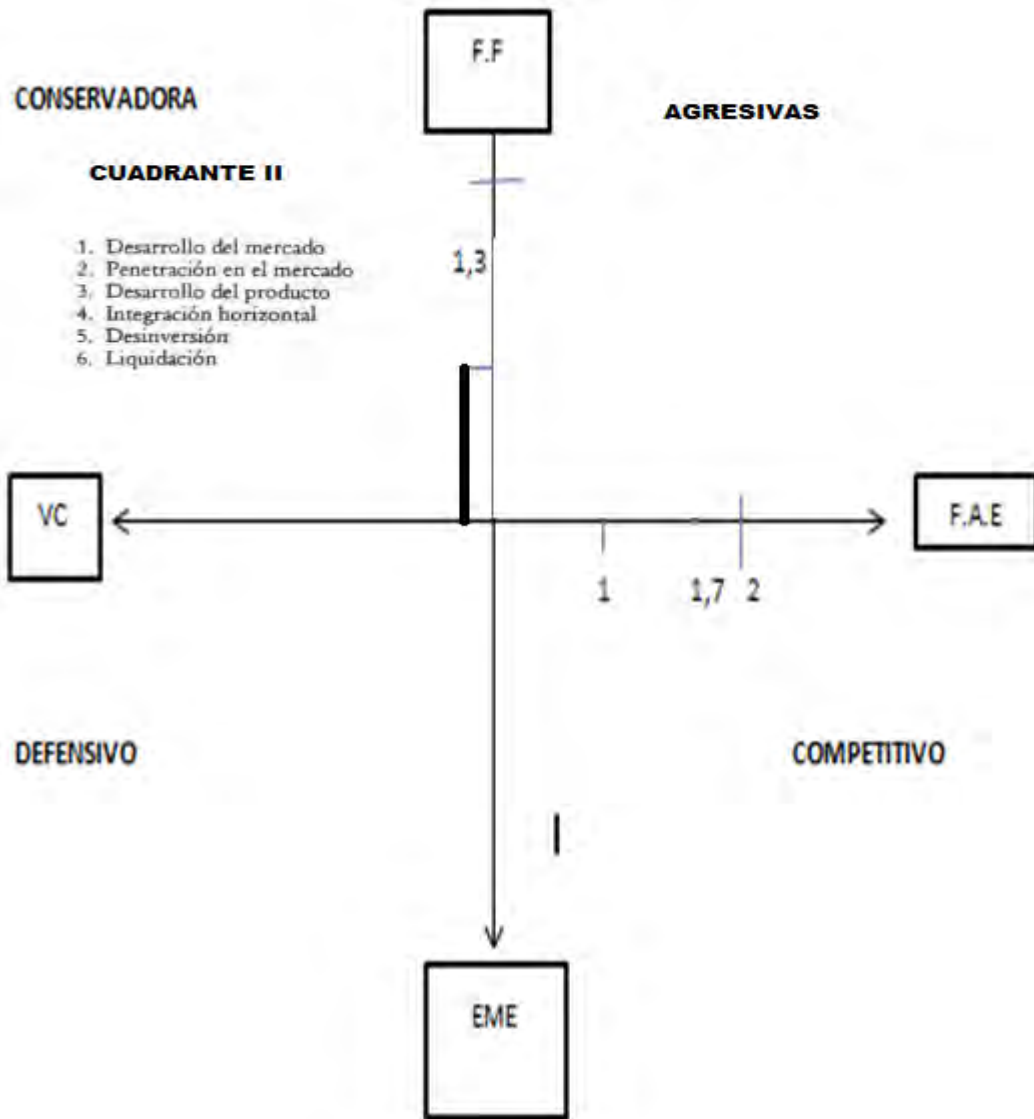 F.F
CONSERVADORA
AGRESIVAS
CUADRANTE II
1. Desarrollo del mercado
2. Penetración en el mercado
3. Desarrollo del producto
4. Integración horizontal
5. Desinversión
6. Liquidación
1,3
VC
F.A.E
1
1,7
2
DEFENSIVO
COMPETITIVO
EME